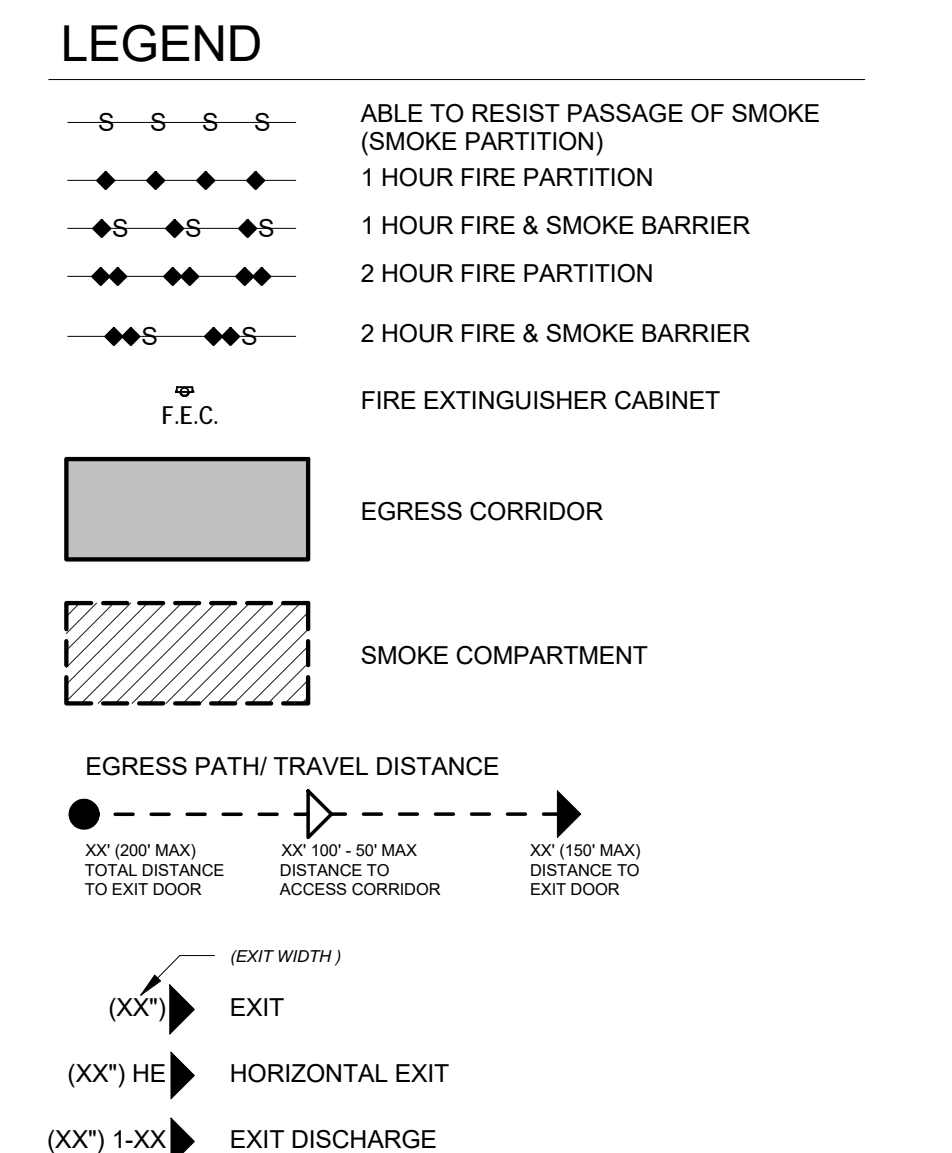 LEGEND
S S S S
ABLE TO RESIST PASSAGE OF SMOKE
(SMOKE PARTITION)
1 HOUR FIRE PARTITION
S S S
1 HOUR FIRE & SMOKE BARRIER
2 HOUR FIRE PARTITION
S S
2 HOUR FIRE & SMOKE BARRIER
F.E.C.
FIRE EXTINGUISHER CABINET
EGRESS CORRIDOR
SMOKE COMPARTMENT
EGRESS PATH/ TRAVEL DISTANCE
XX' (200' MAX)
TOTAL DISTANCE
TO EXIT DOOR
XX' 100' - 50' MAX
DISTANCE TO
ACCESS CORRIDOR
XX' (150' MAX)
DISTANCE TO
EXIT DOOR
(EXIT WIDTH )
(XX") EXIT
(XX") HE HORIZONTAL EXIT
(XX") 1-XX EXIT DISCHARGE